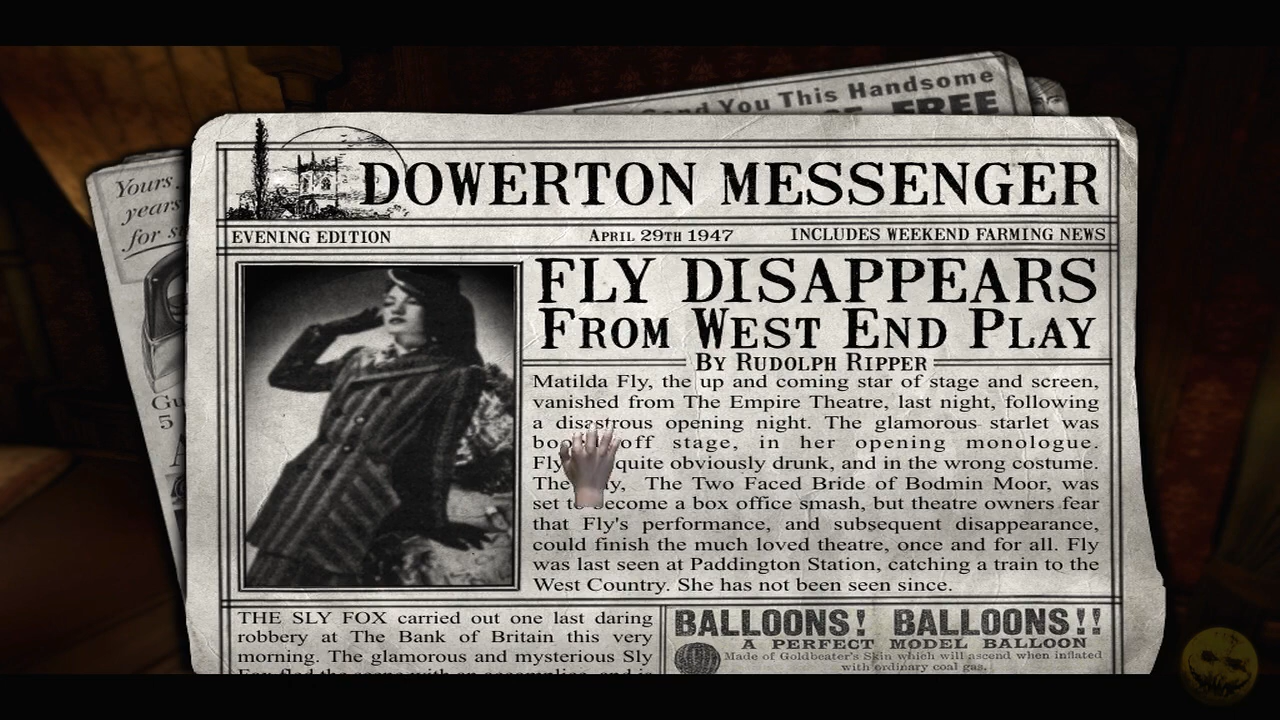 You This Handsome
FREE
Yours
years
for
DOWERTON MESSENGER
EVENING EDITION
APRIL 29TH 1947
INCLUDES WEEKEND FARMING NEWS
FLY DISAPPEARS
FROM WEST END PLAY
BY RUDOLPH RIPPER
Matilda Fly, the up and coming star of stage and screen,
vanished from The Empire Theatre, last night, following
a disastrous opening night. The glamorous starlet was
off stage, in her opening monologue.
Fly quite obviously drunk, and in the wrong costume.
The The Two Faced Bride of Bodmin Moor, was
set to become a box office smash, but theatre owners fear
that Fly's performance, and subsequent disappearance,
could finish the much loved theatre, once and for all. Fly
was last seen at Paddington Station, catching a train to the
West Country. She has not been seen since.
5
THE SLY FOX carried out one last daring
robbery at The Bank of Britain this very
morning. The glamorous and mysterious Sly
BALLOONS! BALLOONS!!
A PERFECT MODEL BALLOON
Made of Goldbeater's Skin which will ascend when inflated
with ordinary coal gas.